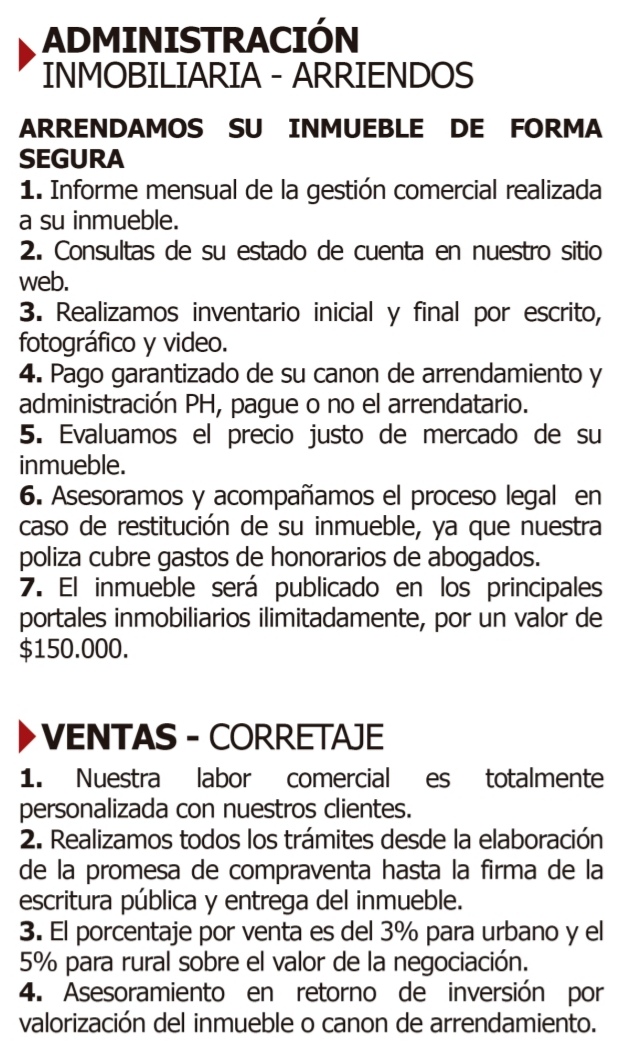 ADMINISTRACIÓN
INMOBILIARIA - ARRIENDOS
ARRENDAMOS SU INMUEBLE DE FORMA
SEGURA
1. Informe mensual de la gestión comercial realizada
a su inmueble.
2. Consultas de su estado de cuenta en nuestro sitio
web.
3. Realizamos inventario inicial y final por escrito,
fotográfico y video.
4. Pago garantizado de su canon de arrendamiento y
administración PH, pague o no el arrendatario.
5. Evaluamos el precio justo de mercado de su
inmueble.
6. Asesoramos y acompañamos el proceso legal  en
caso de restitución de su inmueble, ya que nuestra
poliza cubre gastos de honorarios de abogados.
7. El inmueble será publicado en los principales
portales inmobiliarios ilimitadamente, por un valor de
$150.000.
VENTAS - CORRETAJE
1. Nuestra labor comercial es totalmente
personalizada con nuestros clientes.
2. Realizamos todos los trámites desde la elaboración
de la promesa de compraventa hasta la firma de la
escritura pública y entrega del inmueble.
3. El porcentaje por venta es del 3% para urbano y el
5% para rural sobre el valor de la negociación.
4. Asesoramiento en retorno de inversión por
valorización del inmueble o canon de arrendamiento.